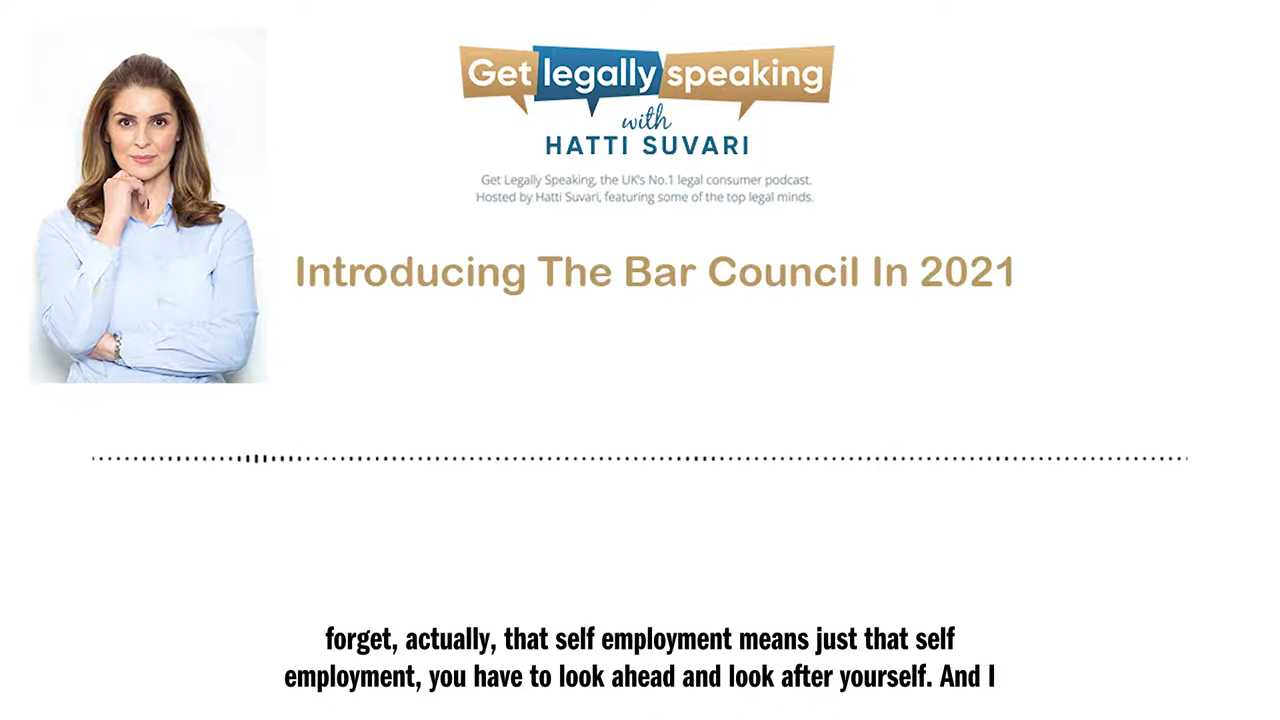 Get legally speaking
with
HATTI SUVARI
Get Legally Speaking, the UK's No.1 legal consumer podcast.
Hosted by Hatti Suvari, featuring some of the top legal minds.
Introducing The Bar Council In 2021
forget, actually, that self employment means just that self
employment, you have to look ahead and look after yourself. And I